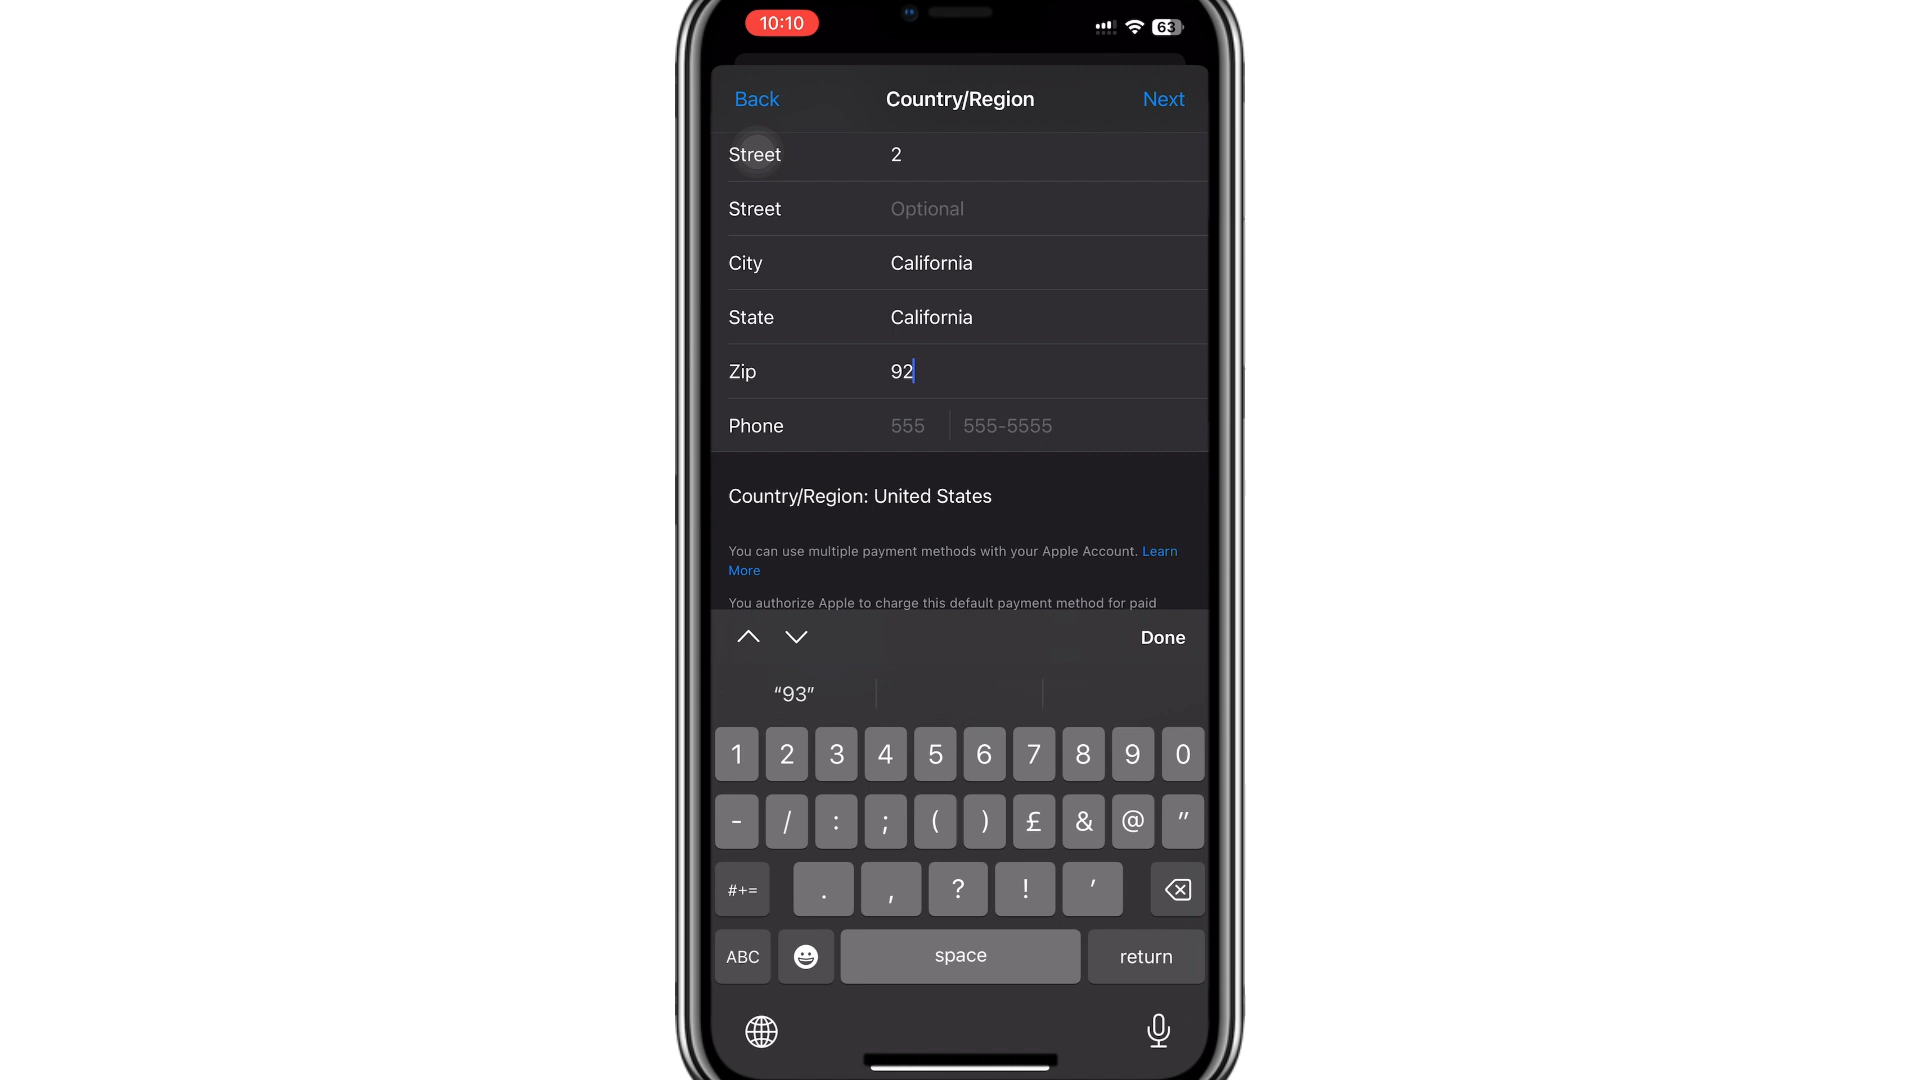 10:10
63
Back Country/Region Next
Street 2
Street Optional
City California
State California
Zip 92
Phone 555 555-5555
Country/Region: United States
You can use multiple payment methods with your Apple Account. Learn
More
You authorize Apple to charge this default payment method for paid
Done
“93”
1 2 3 4 5 6 7 8 9 0
- / : ; ( ) £ & @ "
#+= . , ? ! '
ABC space return